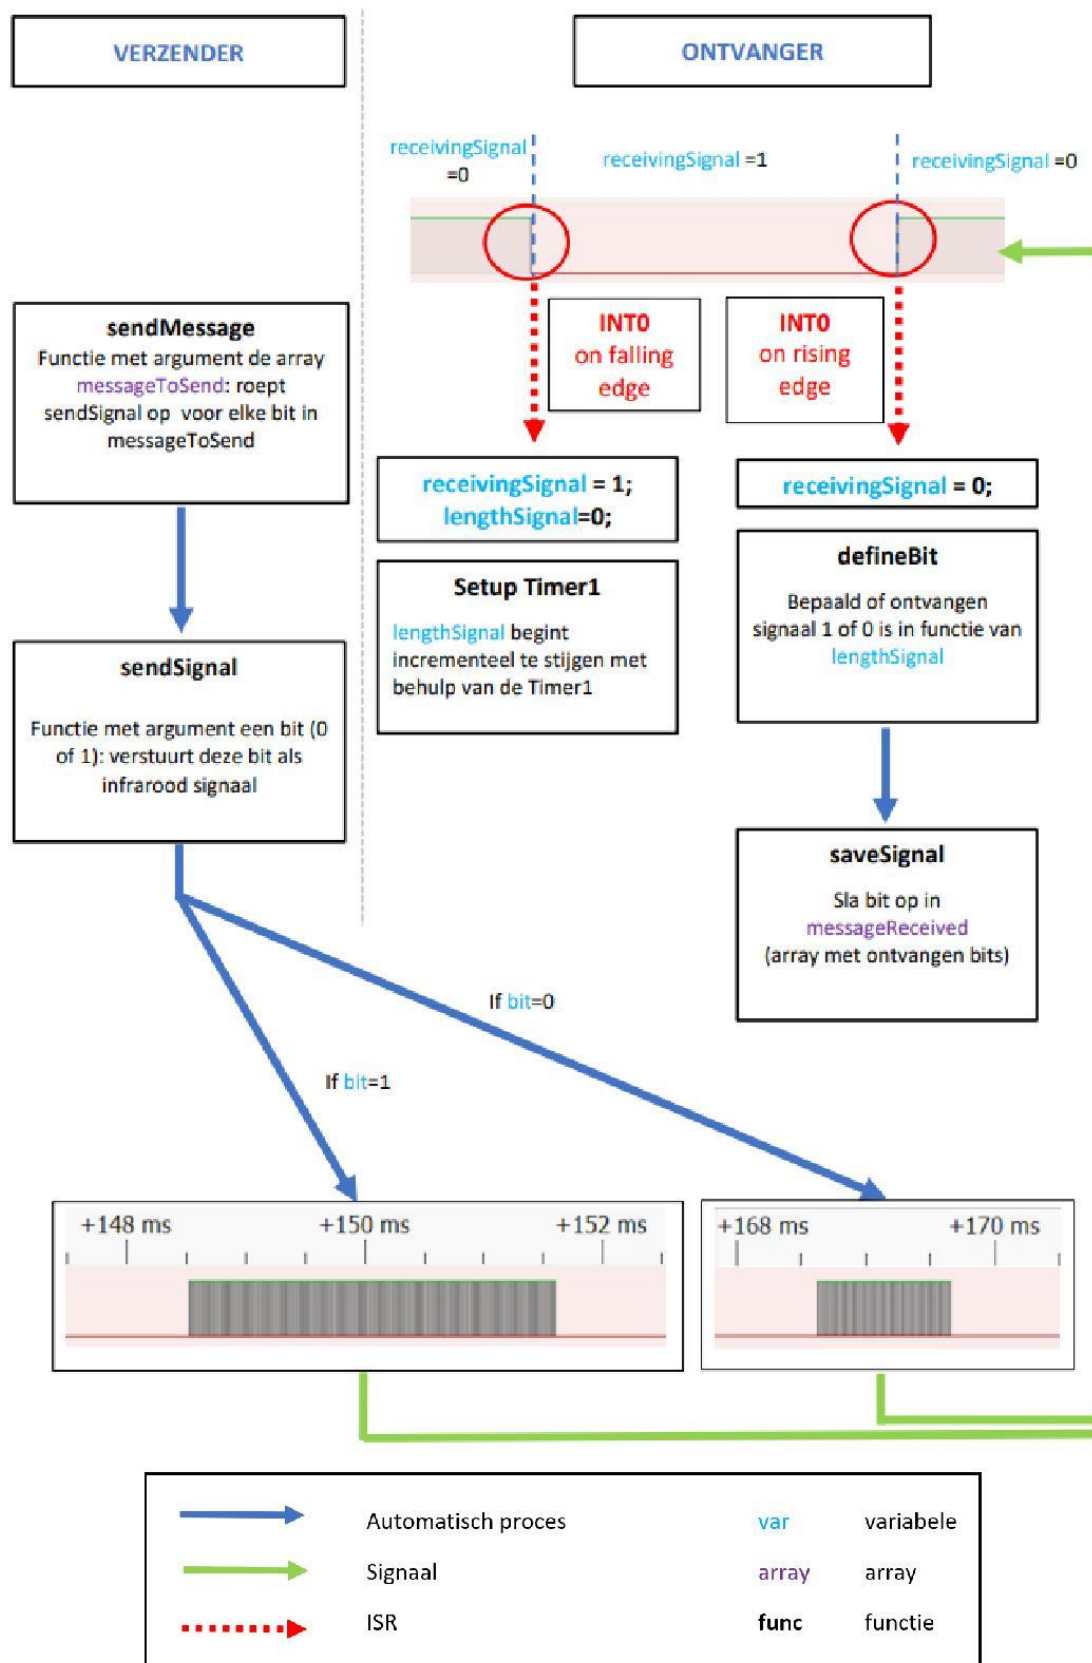 VERZENDER
ONTVANGER
receivingSignal
=0
receivingSignal =1
receivingSignal =0
sendMessage
Functie met argument de array
messageToSend: roept
sendSignal op voor elke bit in
messageToSend
INT0
on falling
edge
INT0
on rising
edge
receivingSignal = 1;
lengthSignal=0;
receivingSignal = 0;
Setup Timer1
lengthSignal begint
incrementeel te stijgen met
behulp van de Timer1
defineBit
Bepaald of ontvangen
signaal 1 of 0 is in functie van
lengthSignal
sendSignal
Functie met argument een bit (0
of 1): verstuurt deze bit als
infrarood signaal
saveSignal
Sla bit op in
messageReceived
(array met ontvangen bits)
If bit=0
If bit=1
+148 ms +150 ms +152 ms
+168 ms +170 ms
Automatisch proces var variabele
Signaal array array
ISR func functie